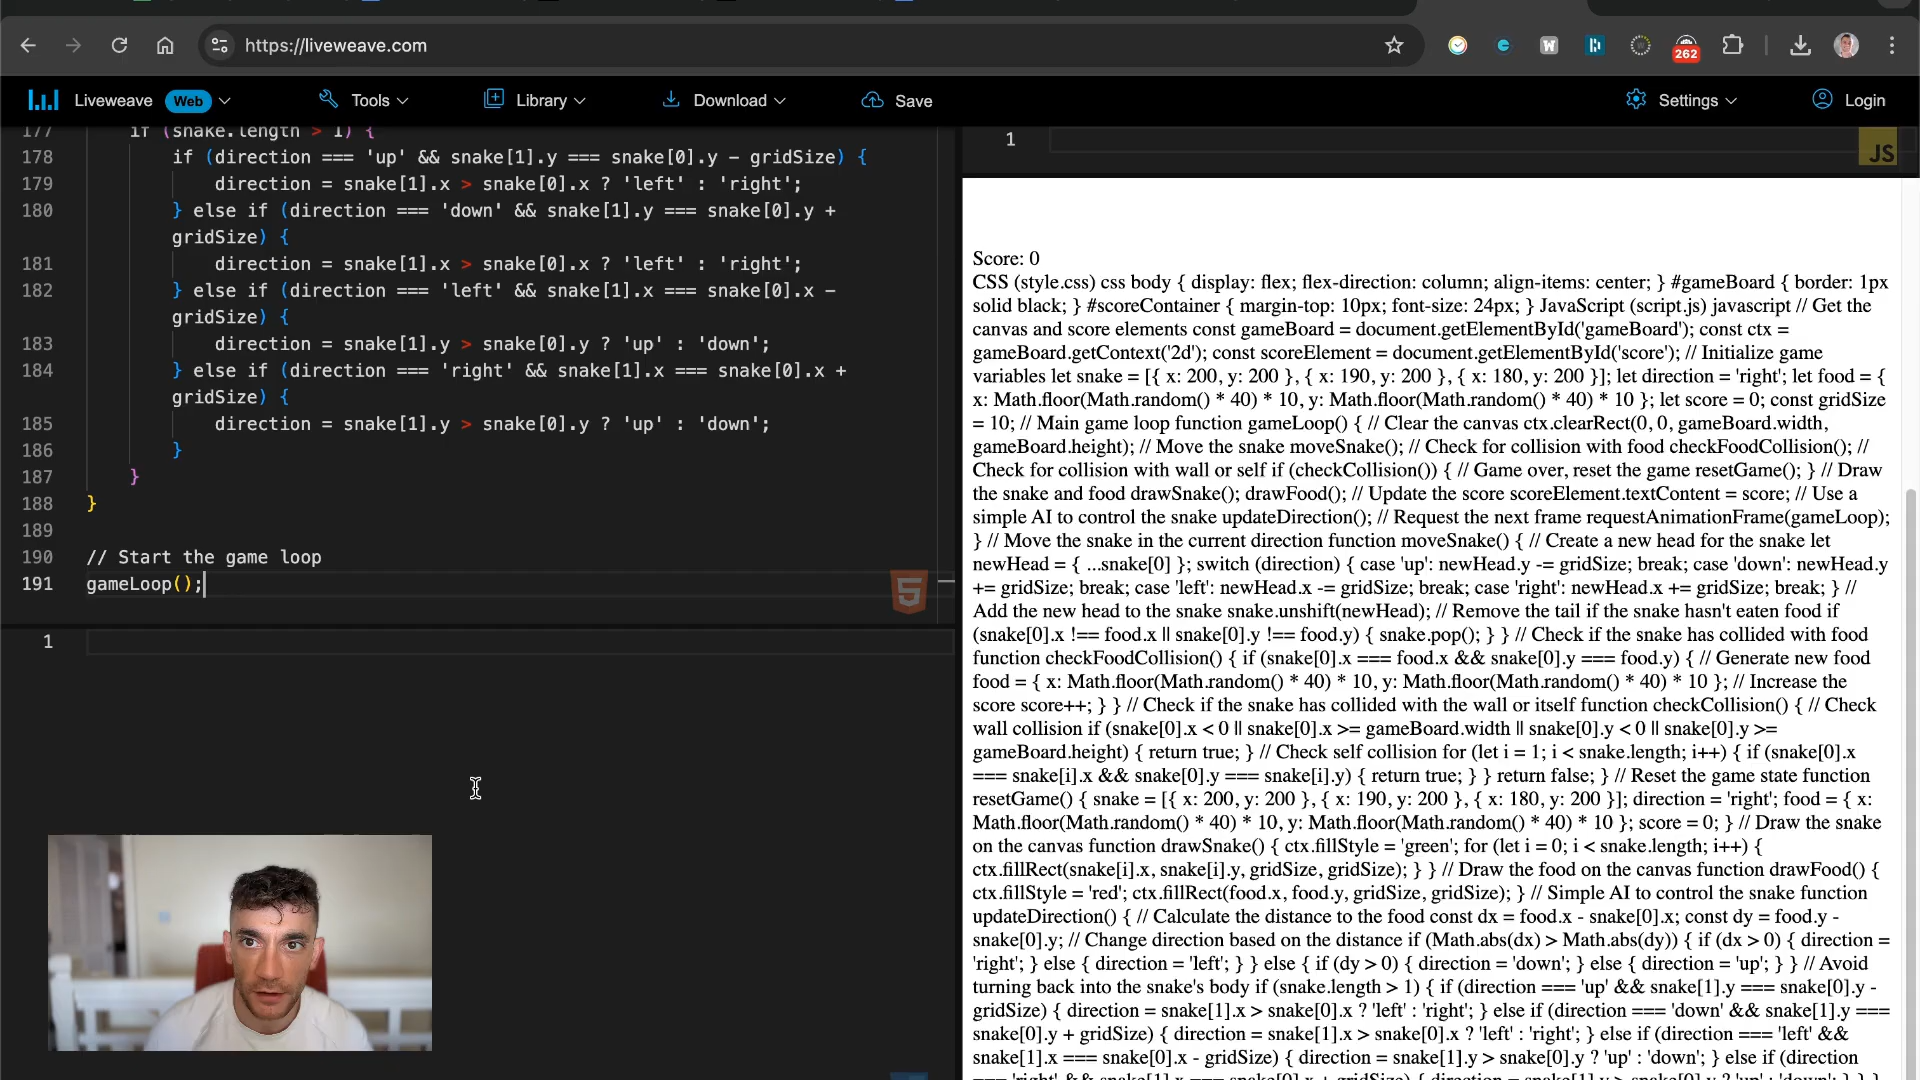 https://liveweave.com
262
Liveweave Web
Tools
Library
Download
Save
Settings
Login
177 if (snake.length > 1) {
178 if (direction === 'up' && snake[1].y === snake[0].y - gridSize) {
179 direction = snake[1].x > snake[0].x ? 'left' : 'right';
180 } else if (direction === 'down' && snake[1].y === snake[0].y +
gridSize) {
181 direction = snake[1].x > snake[0].x ? 'left' : 'right';
182 } else if (direction === 'left' && snake[1].x === snake[0].x -
gridSize) {
183 direction = snake[1].y > snake[0].y ? 'up' : 'down';
184 } else if (direction === 'right' && snake[1].x === snake[0].x +
gridSize) {
185 direction = snake[1].y > snake[0].y ? 'up' : 'down';
186 }
187 }
188 }
189
190 // Start the game loop
191 gameLoop();
5
1
1
JS
Score: 0
CSS (style.css) css body { display: flex; flex-direction: column; align-items: center; } #gameBoard { border: 1px
solid black; } #scoreContainer { margin-top: 10px; font-size: 24px; } JavaScript (script.js) javascript // Get the
canvas and score elements const gameBoard = document.getElementById('gameBoard'); const ctx =
gameBoard.getContext('2d'); const scoreElement = document.getElementById('score'); // Initialize game
variables let snake = [{ x: 200, y: 200 }, { x: 190, y: 200 }, { x: 180, y: 200 }]; let direction = 'right'; let food = {
x: Math.floor(Math.random() * 40) * 10, y: Math.floor(Math.random() * 40) * 10 }; let score = 0; const gridSize
= 10; // Main game loop function gameLoop() { // Clear the canvas ctx.clearRect(0, 0, gameBoard.width,
gameBoard.height); // Move the snake moveSnake(); // Check for collision with food checkFoodCollision(); //
Check for collision with wall or self if (checkCollision()) { // Game over, reset the game resetGame(); } // Draw
the snake and food drawSnake(); drawFood(); // Update the score scoreElement.textContent = score; // Use a
simple AI to control the snake updateDirection(); // Request the next frame requestAnimationFrame(gameLoop);
} // Move the snake in the current direction function moveSnake() { // Create a new head for the snake let
newHead = { ...snake[0] }; switch (direction) { case 'up': newHead.y -= gridSize; break; case 'down': newHead.y
+= gridSize; break; case 'left': newHead.x -= gridSize; break; case 'right': newHead.x += gridSize; break; } //
Add the new head to the snake snake.unshift(newHead); // Remove the tail if the snake hasn't eaten food if
(snake[0].x !== food.x || snake[0].y !== food.y) { snake.pop(); } } // Check if the snake has collided with food
function checkFoodCollision() { if (snake[0].x === food.x && snake[0].y === food.y) { // Generate new food
food = { x: Math.floor(Math.random() * 40) * 10, y: Math.floor(Math.random() * 40) * 10 }; // Increase the
score score++; } } // Check if the snake has collided with the wall or itself function checkCollision() { // Check
wall collision if (snake[0].x < 0 || snake[0].x >= gameBoard.width || snake[0].y < 0 || snake[0].y >=
gameBoard.height) { return true; } // Check self collision for (let i = 1; i < snake.length; i++) { if (snake[0].x
=== snake[i].x && snake[0].y === snake[i].y) { return true; } } return false; } // Reset the game state function
resetGame() { snake = [{ x: 200, y: 200 }, { x: 190, y: 200 }, { x: 180, y: 200 }]; direction = 'right'; food = { x:
Math.floor(Math.random() * 40) * 10, y: Math.floor(Math.random() * 40) * 10 }; score = 0; } // Draw the snake
on the canvas function drawSnake() { ctx.fillStyle = 'green'; for (let i = 0; i < snake.length; i++) {
ctx.fillRect(snake[i].x, snake[i].y, gridSize, gridSize); } } // Draw the food on the canvas function drawFood() {
ctx.fillStyle = 'red'; ctx.fillRect(food.x, food.y, gridSize, gridSize); } // Simple AI to control the snake function
updateDirection() { // Calculate the distance to the food const dx = food.x - snake[0].x; const dy = food.y -
snake[0].y; // Change direction based on the distance if (Math.abs(dx) > Math.abs(dy)) { if (dx > 0) { direction =
'right'; } else { direction = 'left'; } } else { if (dy > 0) { direction = 'down'; } else { direction = 'up'; } } // Avoid
turning back into the snake's body if (snake.length > 1) { if (direction === 'up' && snake[1].y === snake[0].y -
gridSize) { direction = snake[1].x > snake[0].x ? 'left' : 'right'; } else if (direction === 'down' && snake[1].y ===
snake[0].y + gridSize) { direction = snake[1].x > snake[0].x ? 'left' : 'right'; } else if (direction === 'left' &&
snake[1].x === snake[0].x - gridSize) { direction = snake[1].y > snake[0].y ? 'up' : 'down'; } else if (direction
=== 'right' && snake[1].x === snake[0].x + gridSize) { direction = snake[1].y > snake[0].y ? 'up' : 'down'; } } }